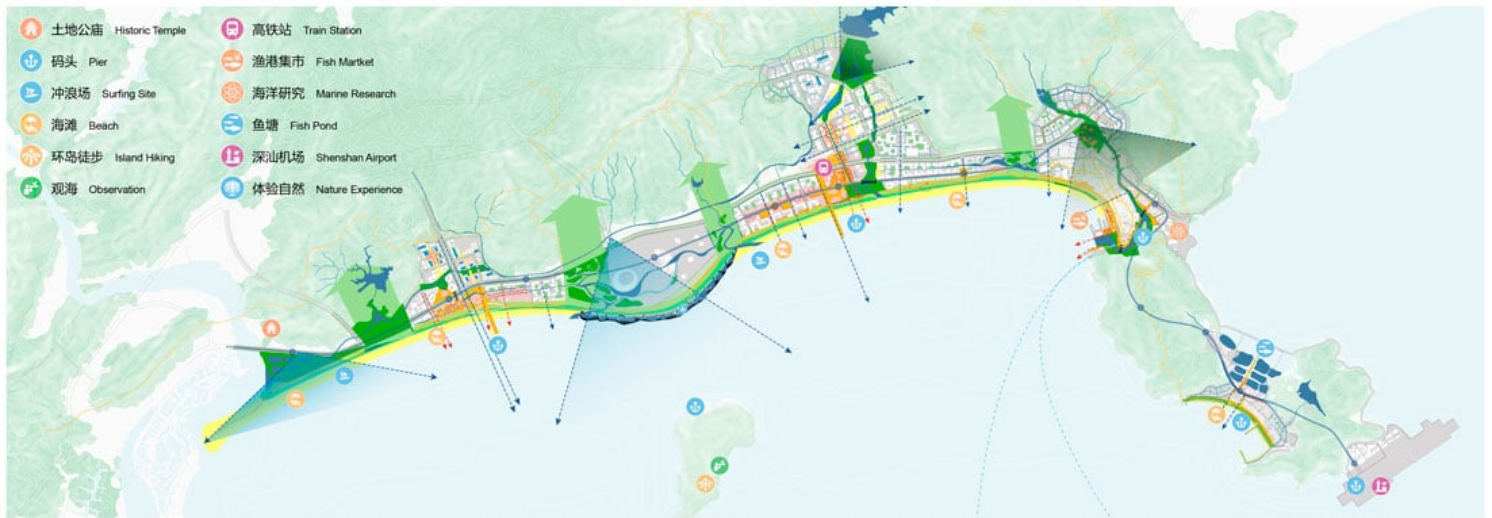 土地公庙 Historic Temple
高铁站 Train Station
码头 Pier
渔港集市 Fish Martket
冲浪场 Surfing Site
海洋研究 Marine Research
海滩 Beach
鱼塘 Fish Pond
环岛徒步 Island Hiking
深汕机场 Shenshan Airport
观海 Observation
体验自然 Nature Experience